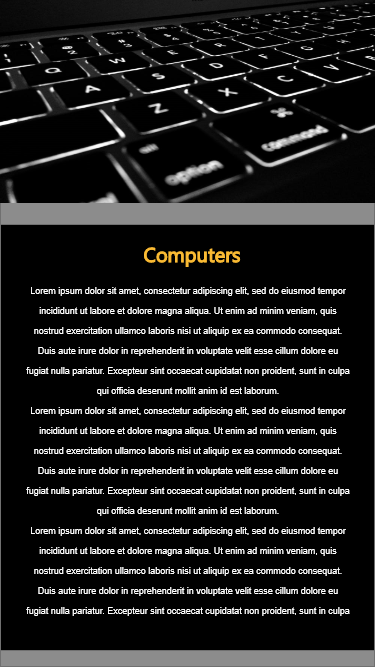 Q W E R T Y
A S D F G
Z X C V
alt ⌘
option command
Computers
Lorem ipsum dolor sit amet, consectetur adipiscing elit, sed do eiusmod tempor
incididunt ut labore et dolore magna aliqua. Ut enim ad minim veniam, quis
nostrud exercitation ullamco laboris nisi ut aliquip ex ea commodo consequat.
Duis aute irure dolor in reprehenderit in voluptate velit esse cillum dolore eu
fugiat nulla pariatur. Excepteur sint occaecat cupidatat non proident, sunt in culpa
qui officia deserunt mollit anim id est laborum.
Lorem ipsum dolor sit amet, consectetur adipiscing elit, sed do eiusmod tempor
incididunt ut labore et dolore magna aliqua. Ut enim ad minim veniam, quis
nostrud exercitation ullamco laboris nisi ut aliquip ex ea commodo consequat.
Duis aute irure dolor in reprehenderit in voluptate velit esse cillum dolore eu
fugiat nulla pariatur. Excepteur sint occaecat cupidatat non proident, sunt in culpa
qui officia deserunt mollit anim id est laborum.
Lorem ipsum dolor sit amet, consectetur adipiscing elit, sed do eiusmod tempor
incididunt ut labore et dolore magna aliqua. Ut enim ad minim veniam, quis
nostrud exercitation ullamco laboris nisi ut aliquip ex ea commodo consequat.
Duis aute irure dolor in reprehenderit in voluptate velit esse cillum dolore eu
fugiat nulla pariatur. Excepteur sint occaecat cupidatat non proident, sunt in culpa